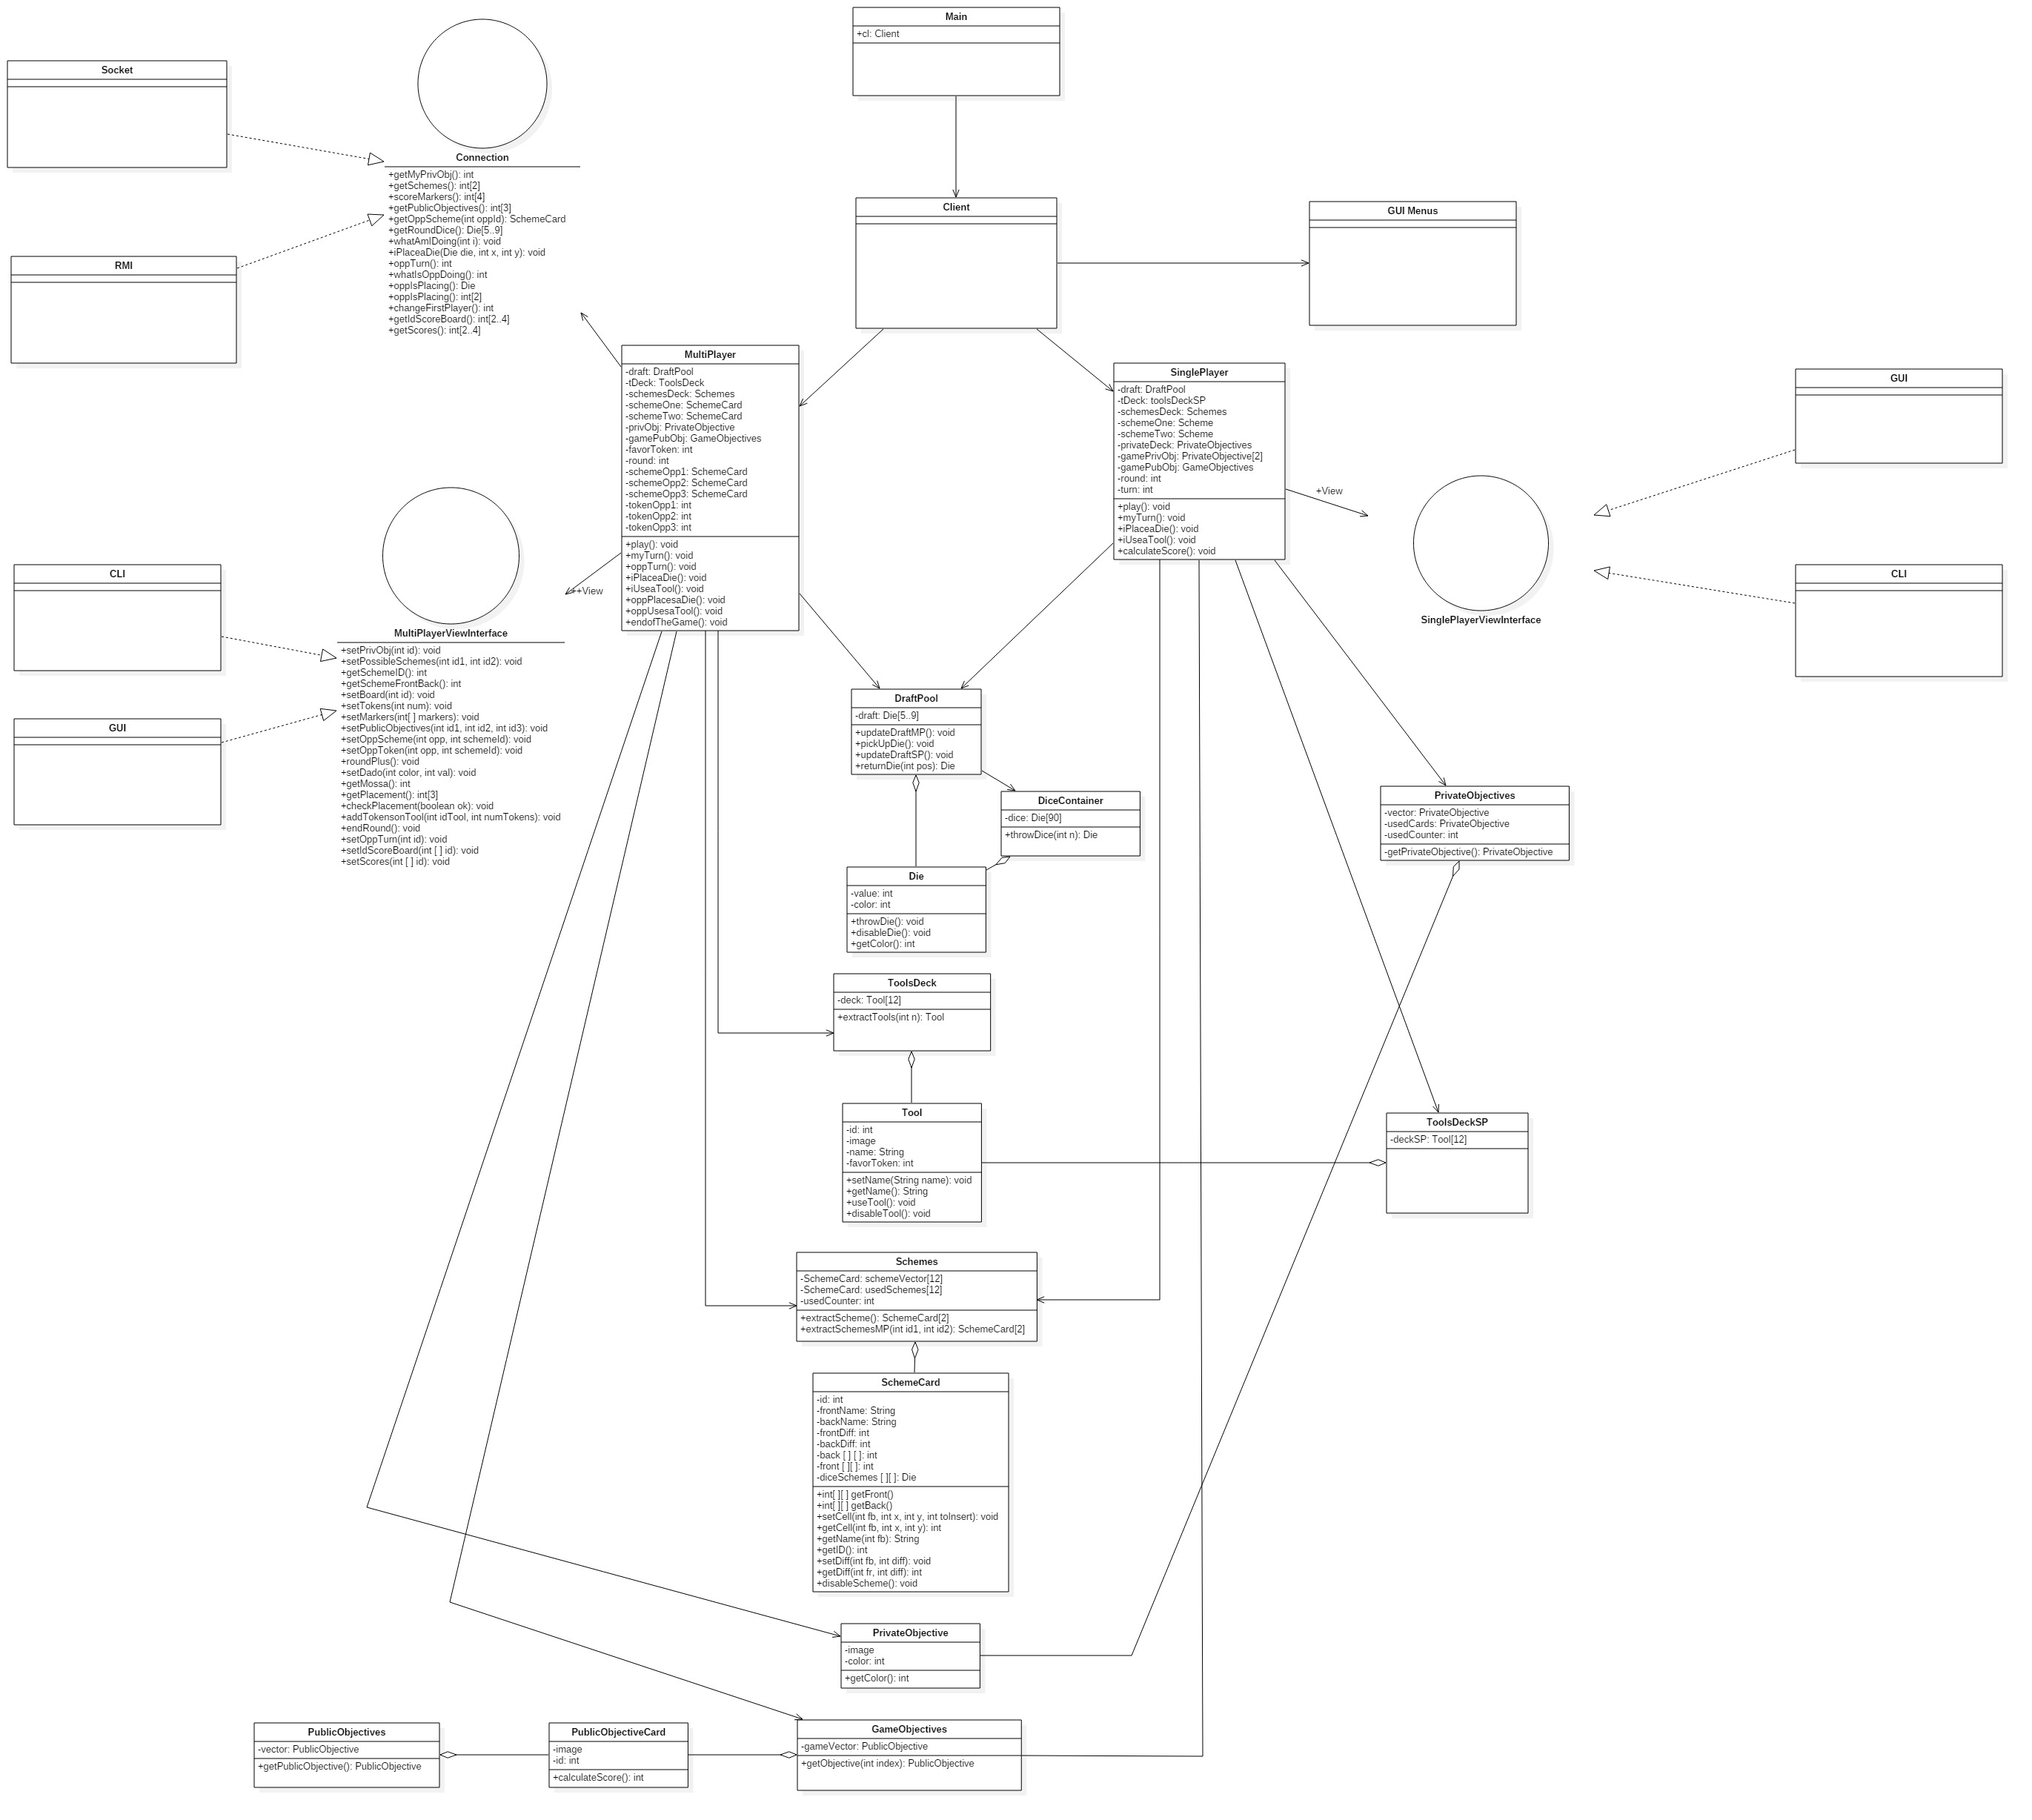 Main
+cl: Client
Socket
Connection
+getMyPrivObj(): int
+getSchemes(): int[2]
+scoreMarkers(): int[4]
+getPublicObjectives(): int[3]
+getOppScheme(int oppId): SchemeCard
+getRoundDice(): Die[5..9]
+whatAmIDoing(int i): void
+iPlaceaDie(Die die, int x, int y): void
+oppTurn(): int
+whatIsOppDoing(): int
+oppIsPlacing(): Die
+oppIsPlacing(): int[2]
+changeFirstPlayer(): int
+getIdScoreBoard(): int[2..4]
+getScores(): int[2..4]
RMI
Client
GUI Menus
MultiPlayer
-draft: DraftPool
-tDeck: ToolsDeck
-schemesDeck: Schemes
-schemeOne: SchemeCard
-schemeTwo: SchemeCard
-privObj: PrivateObjective
-gamePubObj: GameObjectives
-favorToken: int
-round: int
-schemeOpp1: SchemeCard
-schemeOpp2: SchemeCard
-schemeOpp3: SchemeCard
-tokenOpp1: int
-tokenOpp2: int
-tokenOpp3: int
+play(): void
+myTurn(): void
+oppTurn(): void
+iPlaceaDie(): void
+iUseaTool(): void
+oppPlacesaDie(): void
+oppUsesaTool(): void
+endofTheGame(): void
SinglePlayer
-draft: DraftPool
-tDeck: toolsDeckSP
-schemesDeck: Schemes
-schemeOne: Scheme
-schemeTwo: Scheme
-privateDeck: PrivateObjectives
-gamePrivObj: PrivateObjective[2]
-gamePubObj: GameObjectives
-round: int
-turn: int
+play(): void
+myTurn(): void
+iPlaceaDie(): void
+iUseaTool(): void
+calculateScore(): void
+View
GUI
SinglePlayerViewInterface
CLI
++View
CLI
MultiPlayerViewInterface
+setPrivObj(int id): void
+setPossibleSchemes(int id1, int id2): void
+getSchemeID(): int
+getSchemeFrontBack(): int
+setBoard(int id): void
+setTokens(int num): void
+setMarkers(int[ ] markers): void
+setPublicObjectives(int id1, int id2, int id3): void
+setOppScheme(int opp, int schemeId): void
+setOppToken(int opp, int schemeId): void
+roundPlus(): void
+setDado(int color, int val): void
+getMossa(): int
+getPlacement(): int[3]
+checkPlacement(boolean ok): void
+addTokensonTool(int idTool, int numTokens): void
+endRound(): void
+setOppTurn(int id): void
+setIdScoreBoard(int [ ] id): void
+setScores(int [ ] id): void
GUI
DraftPool
-draft: Die[5..9]
+updateDraftMP(): void
+pickUpDie(): void
+updateDraftSP(): void
+returnDie(int pos): Die
DiceContainer
-dice: Die[90]
+throwDice(int n): Die
Die
-value: int
-color: int
+throwDie(): void
+disableDie(): void
+getColor(): int
PrivateObjectives
-vector: PrivateObjective
-usedCards: PrivateObjective
-usedCounter: int
-getPrivateObjective(): PrivateObjective
ToolsDeck
-deck: Tool[12]
+extractTools(int n): Tool
Tool
-id: int
-image
-name: String
-favorToken: int
+setName(String name): void
+getName(): String
+useTool(): void
+disableTool(): void
ToolsDeckSP
-deckSP: Tool[12]
Schemes
-SchemeCard: schemeVector[12]
-SchemeCard: usedSchemes[12]
-usedCounter: int
+extractScheme(): SchemeCard[2]
+extractSchemesMP(int id1, int id2): SchemeCard[2]
SchemeCard
-id: int
-frontName: String
-backName: String
-frontDiff: int
-backDiff: int
-back [ ] [ ]: int
-front [ ][ ]: int
-diceSchemes [ ][ ]: Die
+int[ ][ ] getFront()
+int[ ][ ] getBack()
+setCell(int fb, int x, int y, int toInsert): void
+getCell(int fb, int x, int y): int
+getName(int fb): String
+getID(): int
+setDiff(int fb, int diff): void
+getDiff(int fr, int diff): int
+disableScheme(): void
PrivateObjective
-image
-color: int
+getColor(): int
PublicObjectives
-vector: PublicObjective
+getPublicObjective(): PublicObjective
PublicObjectiveCard
-image
-id: int
+calculateScore(): int
GameObjectives
-gameVector: PublicObjective
+getObjective(int index): PublicObjective